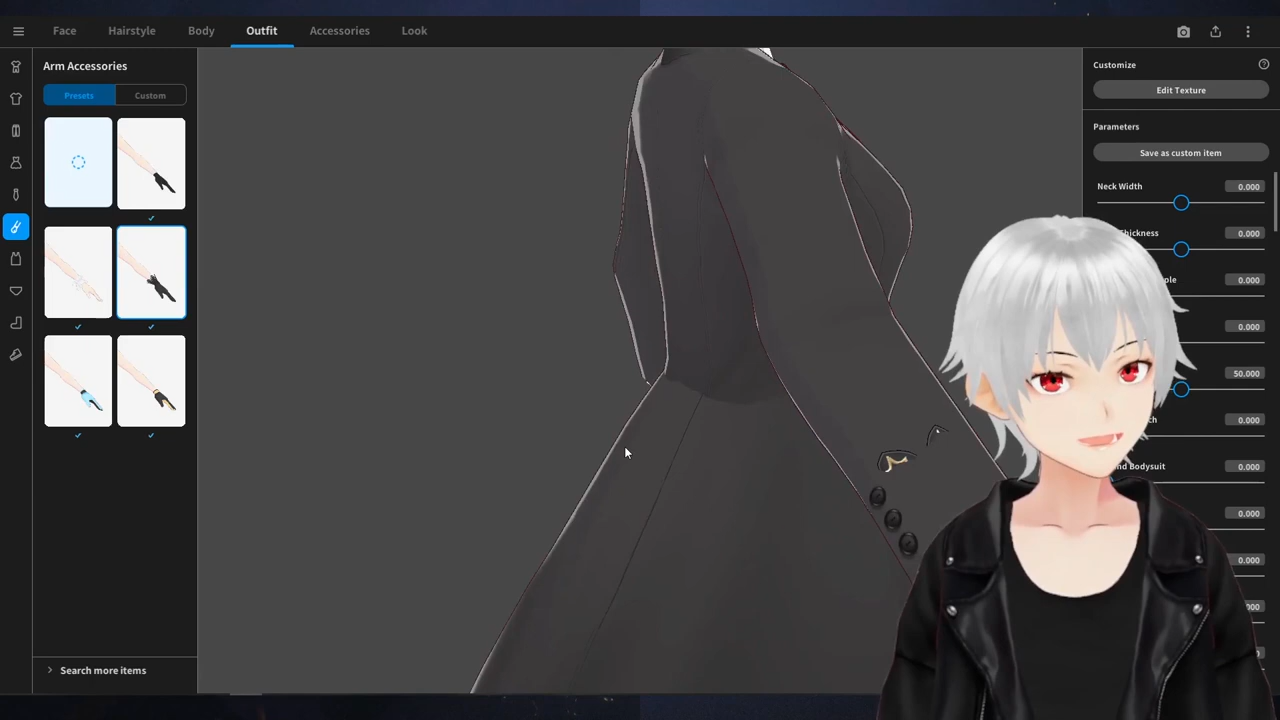 Face Hairstyle Body Outfit Accessories Look
Arm Accessories
Presets Custom
Search more items
Customize
Edit Texture
Parameters
Save as custom item
Neck Width 0.000
0.000
0.000
0.000
50.000
0.000
Bodysuit 0.000
0.000
0.000